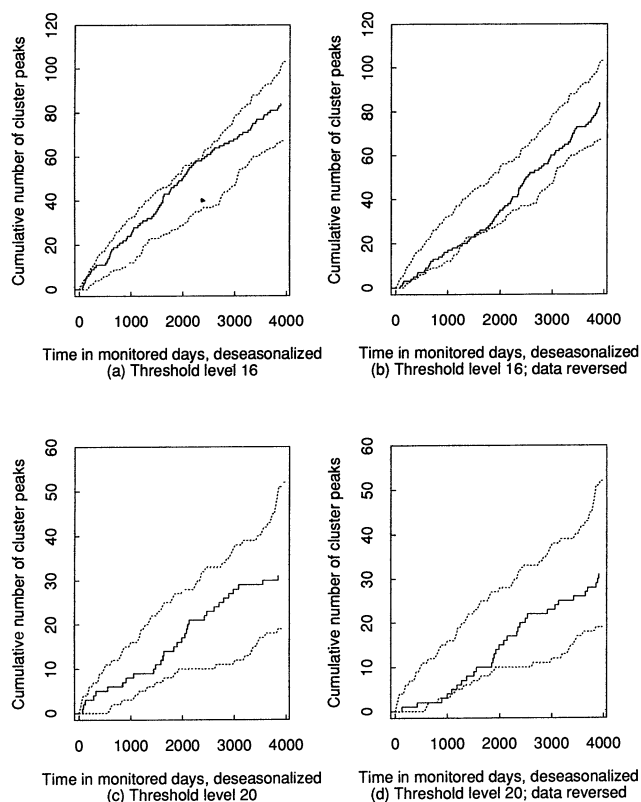 Cumulative number of cluster peaks
120
100
80
60
40
20
0
0 1000 2000 3000 4000
Time in monitored days, deseasonalized
(a) Threshold level 16
Cumulative number of cluster peaks
120
100
80
60
40
20
0
0 1000 2000 3000 4000
Time in monitored days, deseasonalized
(b) Threshold level 16; data reversed
Cumulative number of cluster peaks
60
50
40
30
20
10
0
0 1000 2000 3000 4000
Time in monitored days, deseasonalized
(c) Threshold level 20
Cumulative number of cluster peaks
60
50
40
30
20
10
0
0 1000 2000 3000 4000
Time in monitored days, deseasonalized
(d) Threshold level 20; data reversed